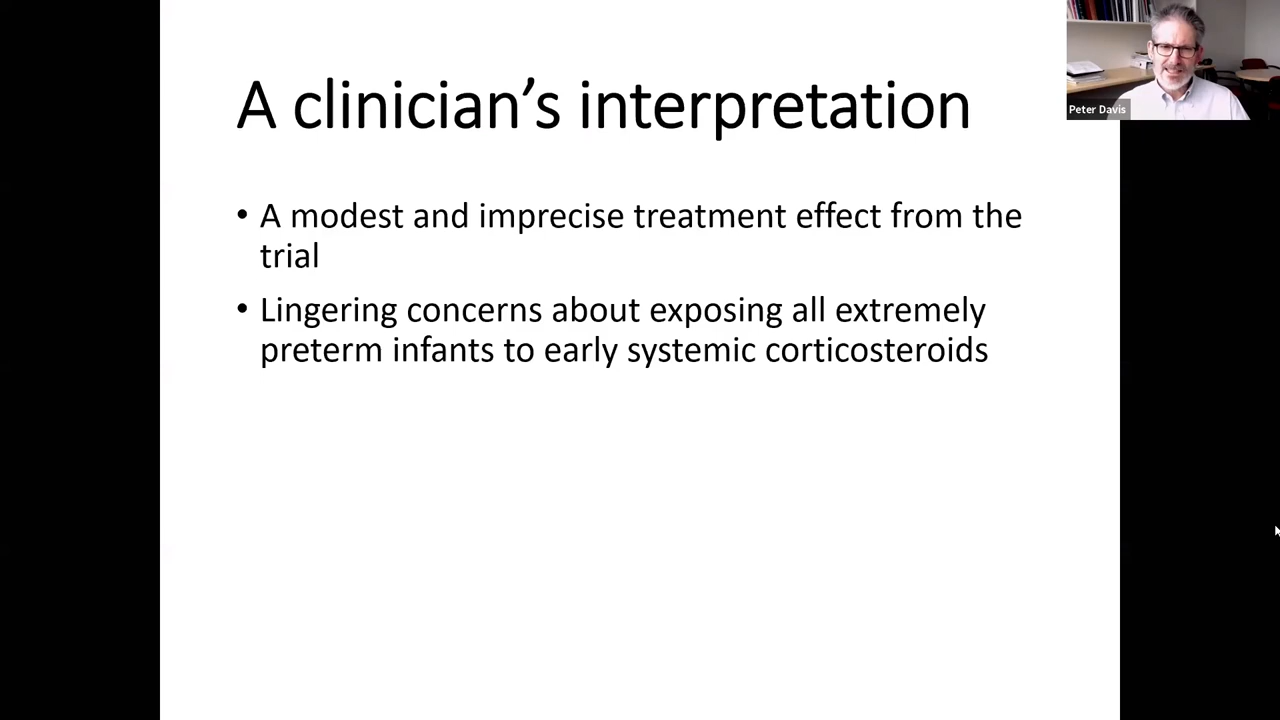 A clinician's interpretation
Peter Davis
• A modest and imprecise treatment effect from the
trial
• Lingering concerns about exposing all extremely
preterm infants to early systemic corticosteroids